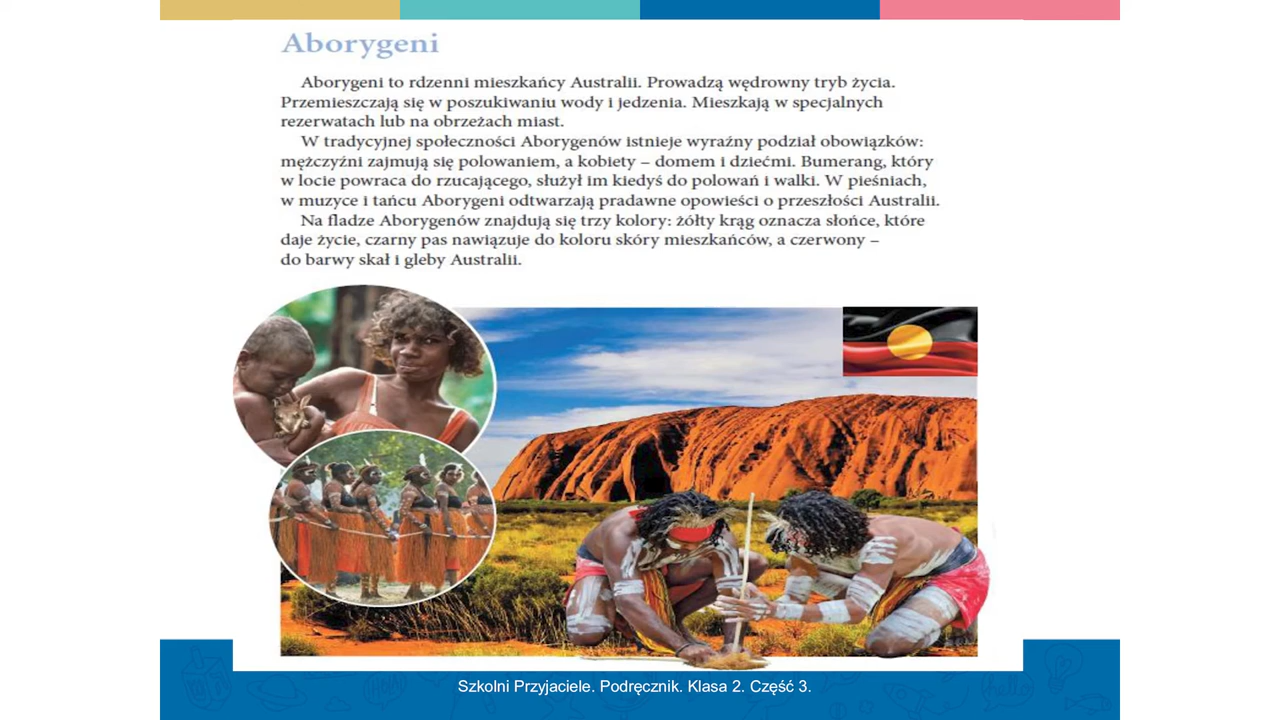 Aborygeni
Aborygeni to rdzenni mieszkańcy Australii. Prowadzą wędrowny tryb życia.
Przemieszczają się w poszukiwaniu wody i jedzenia. Mieszkają w specjalnych
rezerwatach lub na obrzeżach miast.
W tradycyjnej społeczności Aborygenów istnieje wyraźny podział obowiązków:
mężczyźni zajmują się polowaniem, a kobiety – domem i dziećmi. Bumerang, który
w locie powraca do rzucającego, służył im kiedyś do polowań i walki. W pieśniach,
w muzyce i tańcu Aborygeni odtwarzają pradawne opowieści o przeszłości Australii.
Na fladze Aborygenów znajdują się trzy kolory: żółty krąg oznacza słońce, które
daje życie, czarny pas nawiązuje do koloru skóry mieszkańców, a czerwony –
do barwy skał i gleby Australii.
Szkolni Przyjaciele. Podręcznik. Klasa 2. Część 3.